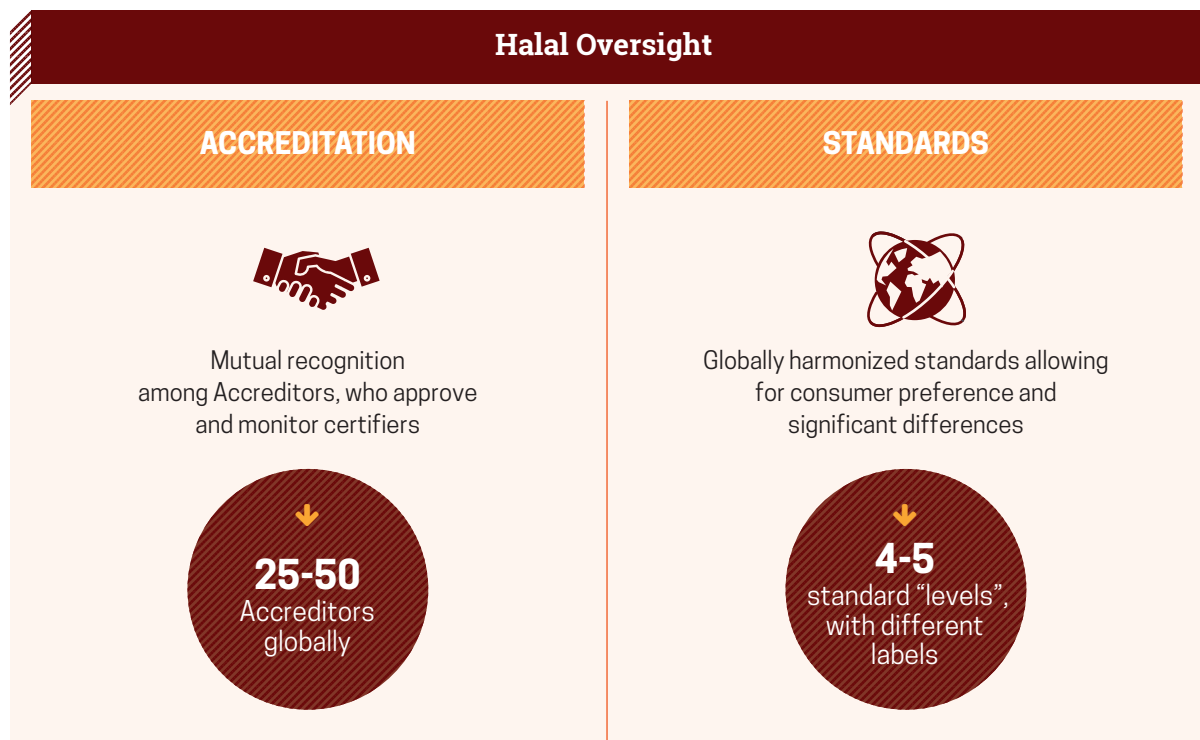 Halal Oversight
ACCREDITATION
Mutual recognition
among Accreditors, who approve
and monitor certifiers
25-50
Accreditors
globally
STANDARDS
Globally harmonized standards allowing
for consumer preference and
significant differences
4-5
standard “levels”,
with different
labels